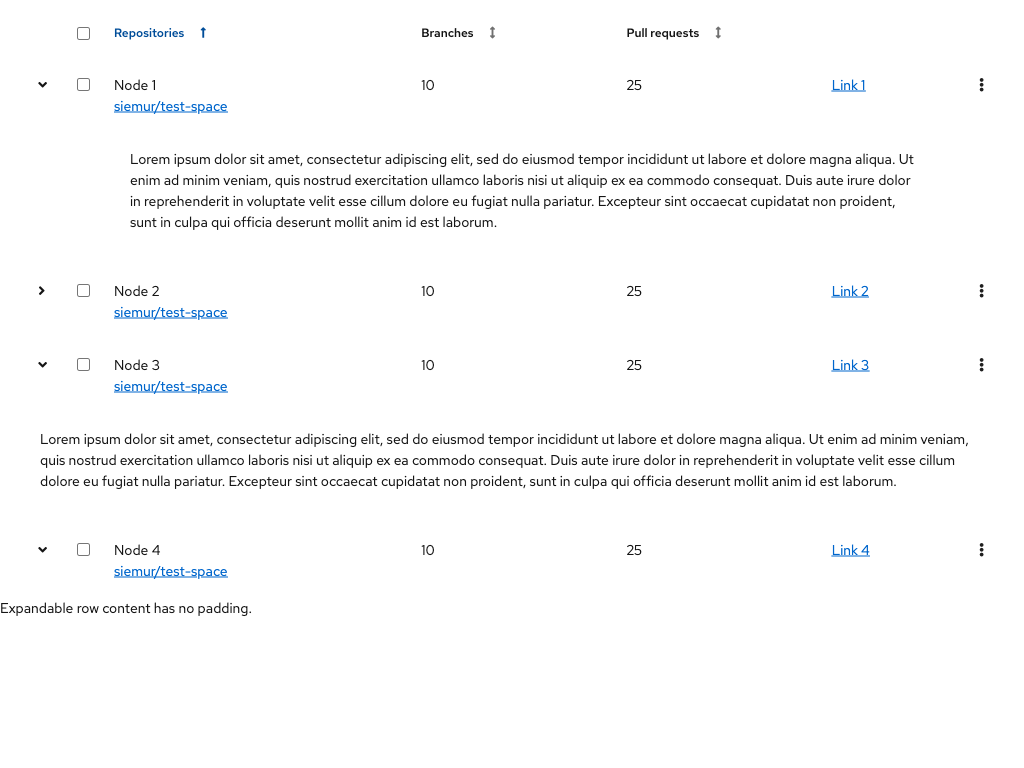 Repositories Branches Pull requests
Node 1 10 25 Link 1
siemur/test-space
Lorem ipsum dolor sit amet, consectetur adipiscing elit, sed do eiusmod tempor incididunt ut labore et dolore magna aliqua. Ut
enim ad minim veniam, quis nostrud exercitation ullamco laboris nisi ut aliquip ex ea commodo consequat. Duis aute irure dolor
in reprehenderit in voluptate velit esse cillum dolore eu fugiat nulla pariatur. Excepteur sint occaecat cupidatat non proident,
sunt in culpa qui officia deserunt mollit anim id est laborum.
Node 2 10 25 Link 2
siemur/test-space
Node 3 10 25 Link 3
siemur/test-space
Lorem ipsum dolor sit amet, consectetur adipiscing elit, sed do eiusmod tempor incididunt ut labore et dolore magna aliqua. Ut enim ad minim veniam,
quis nostrud exercitation ullamco laboris nisi ut aliquip ex ea commodo consequat. Duis aute irure dolor in reprehenderit in voluptate velit esse cillum
dolore eu fugiat nulla pariatur. Excepteur sint occaecat cupidatat non proident, sunt in culpa qui officia deserunt mollit anim id est laborum.
Node 4 10 25 Link 4
siemur/test-space
Expandable row content has no padding.